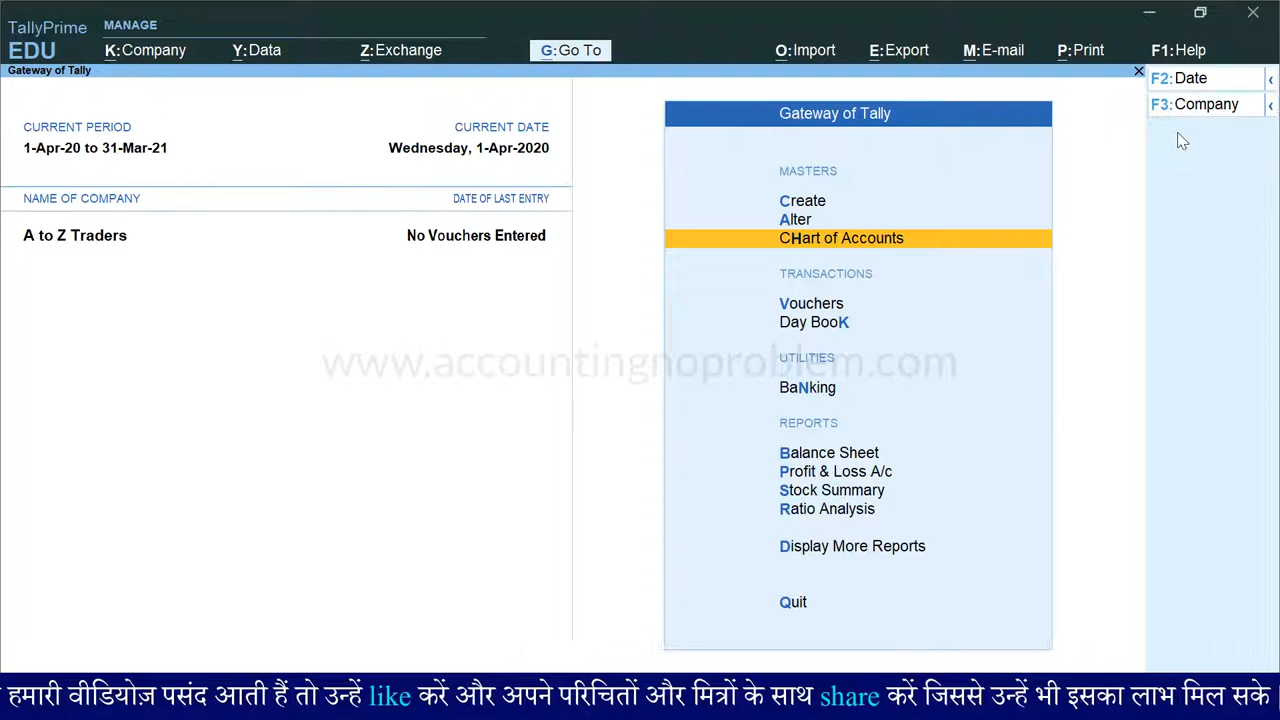 TallyPrime
EDU
MANAGE
K:Company
Y:Data
Z:Exchange
G:Go To
O:Import
E:Export
M:E-mail
P:Print
F1:Help
Gateway of Tally
F2:Date
F3:Company
CURRENT PERIOD
1-Apr-20 to 31-Mar-21
CURRENT DATE
Wednesday, 1-Apr-2020
NAME OF COMPANY
DATE OF LAST ENTRY
A to Z Traders
No Vouchers Entered
Gateway of Tally
MASTERS
Create
Alter
CHart of Accounts
TRANSACTIONS
Vouchers
Day BooK
UTILITIES
BaNking
REPORTS
Balance Sheet
Profit & Loss A/c
Stock Summary
Ratio Analysis
Display More Reports
Quit
www.accountingnoproblem.com
हमारी वीडियोज़ पसंद आती हैं तो उन्हें like करें और अपने परिचितों और मित्रों के साथ share करें जिससे उन्हें भी इसका लाभ मिल सके